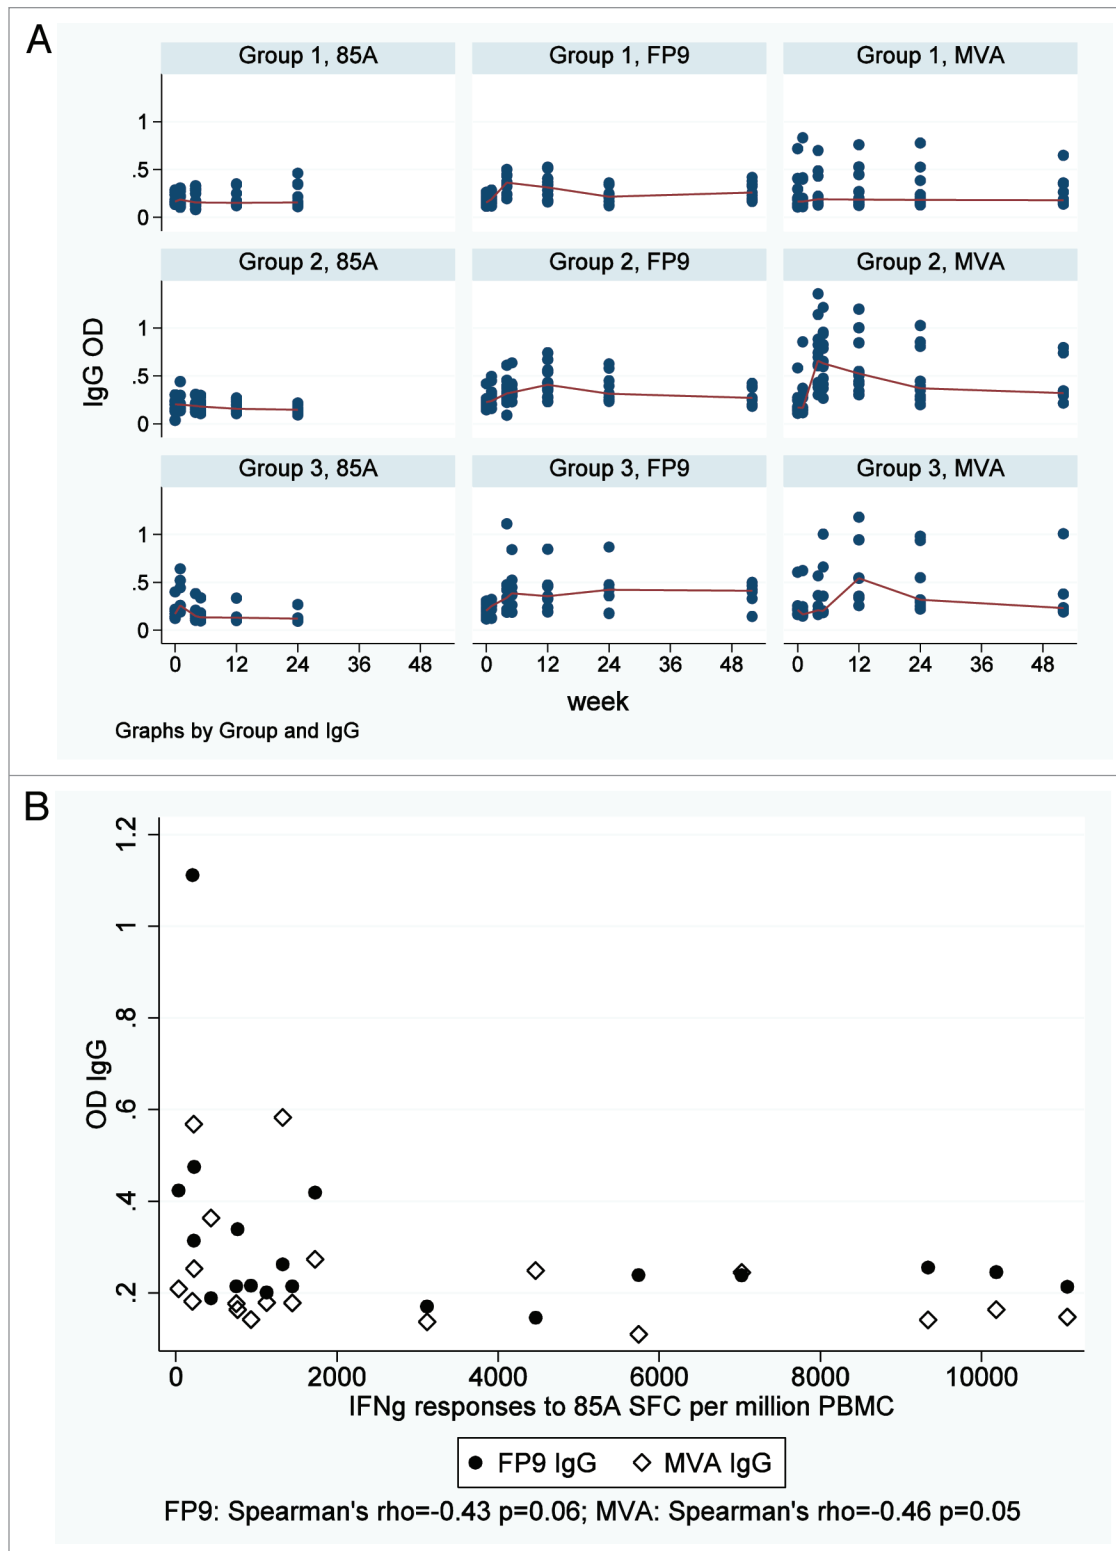 A
Group 1, 85A
Group 1, FP9
Group 1, MVA
1
.5
0
Group 2, 85A
Group 2, FP9
Group 2, MVA
1
.5
0
Group 3, 85A
Group 3, FP9
Group 3, MVA
1
.5
0
IgG OD
0 12 24 36 48
0 12 24 36 48
0 12 24 36 48
week
Graphs by Group and IgG
B
1.2
1
.8
.6
.4
.2
OD IgG
0 2000 4000 6000 8000 10000
IFNg responses to 85A SFC per million PBMC
FP9 IgG MVA IgG
FP9: Spearman's rho=-0.43 p=0.06; MVA: Spearman's rho=-0.46 p=0.05